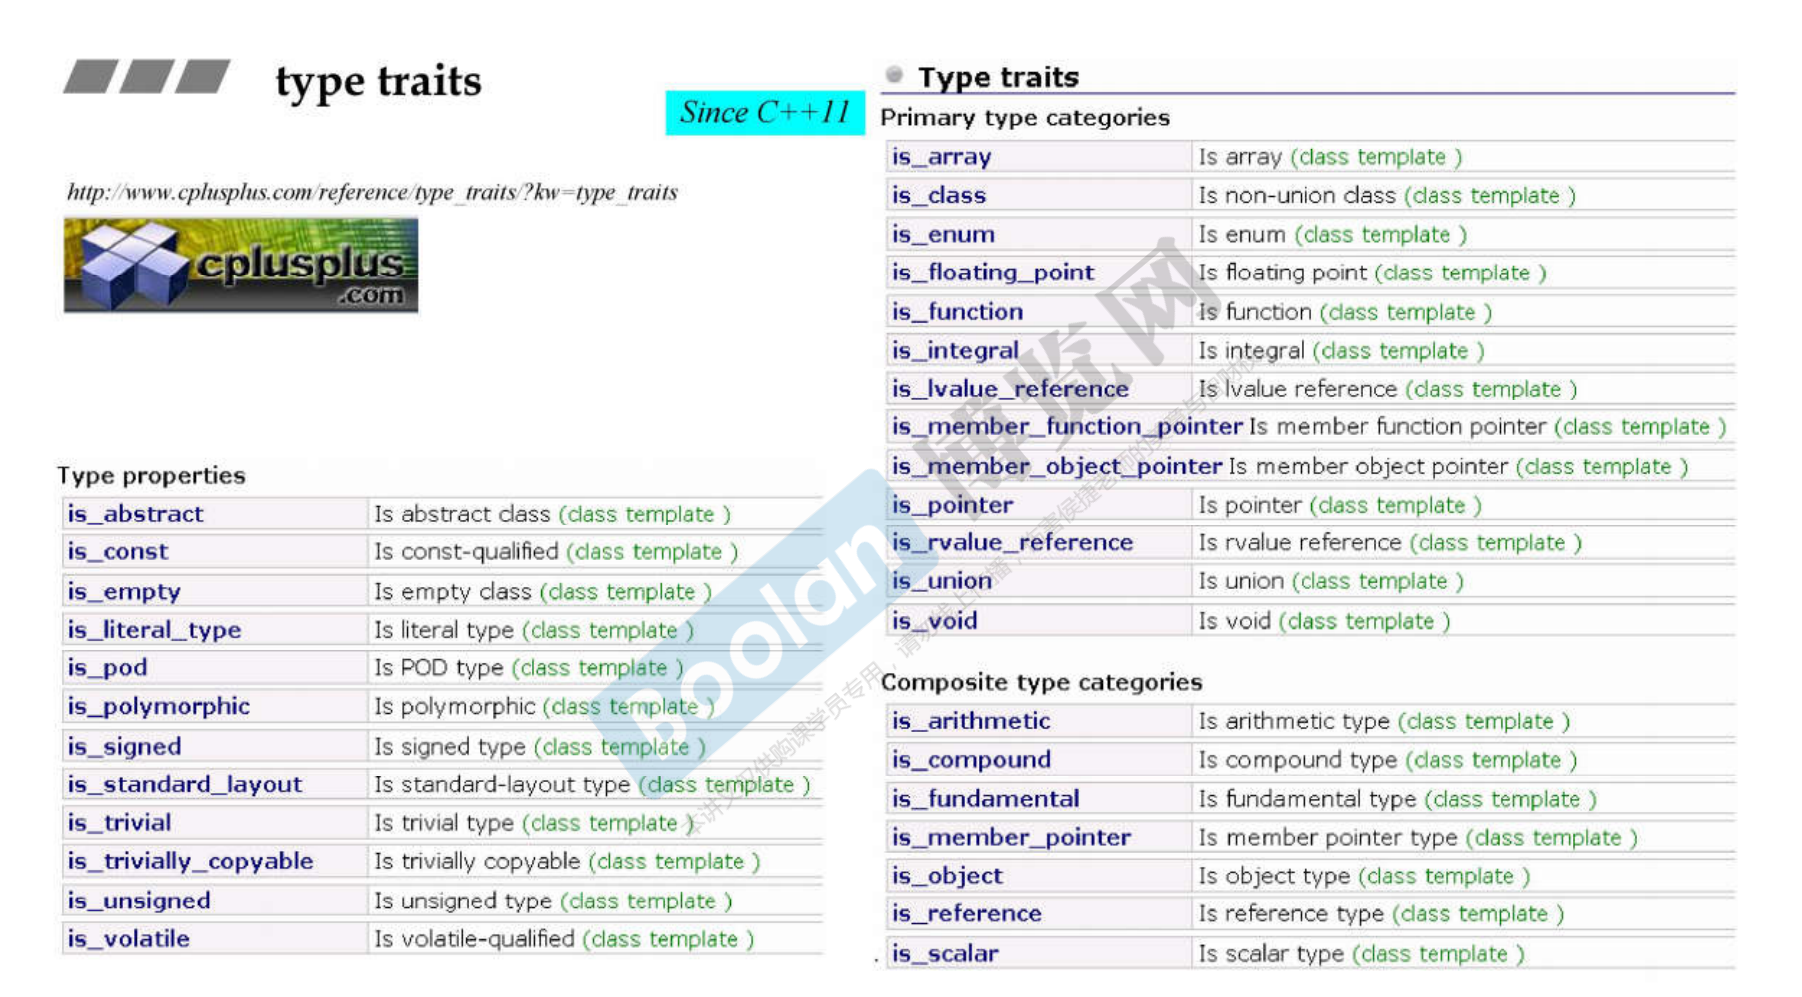 type traits
Since C++11
http://www.cplusplus.com/reference/type_traits/?kw=type_traits
cplusplus
.com
Type properties
is_abstract Is abstract class (class template )
is_const Is const-qualified (class template )
is_empty Is empty class (class template )
is_literal_type Is literal type (class template )
is_pod Is POD type (class template )
is_polymorphic Is polymorphic (class template )
is_signed Is signed type (class template )
is_standard_layout Is standard-layout type (class template )
is_trivial Is trivial type (class template )
is_trivially_copyable Is trivially copyable (class template )
is_unsigned Is unsigned type (class template )
is_volatile Is volatile-qualified (class template )
Type traits
Primary type categories
is_array Is array (class template )
is_class Is non-union class (class template )
is_enum Is enum (class template )
is_floating_point Is floating point (class template )
is_function Is function (class template )
is_integral Is integral (class template )
is_lvalue_reference Is lvalue reference (class template )
is_member_function_pointer Is member function pointer (class template )
is_member_object_pointer Is member object pointer (class template )
is_pointer Is pointer (class template )
is_rvalue_reference Is rvalue reference (class template )
is_union Is union (class template )
is_void Is void (class template )
Composite type categories
is_arithmetic Is arithmetic type (class template )
is_compound Is compound type (class template )
is_fundamental Is fundamental type (class template )
is_member_pointer Is member pointer type (class template )
is_object Is object type (class template )
is_reference Is reference type (class template )
is_scalar Is scalar type (class template )
boolan 博览网